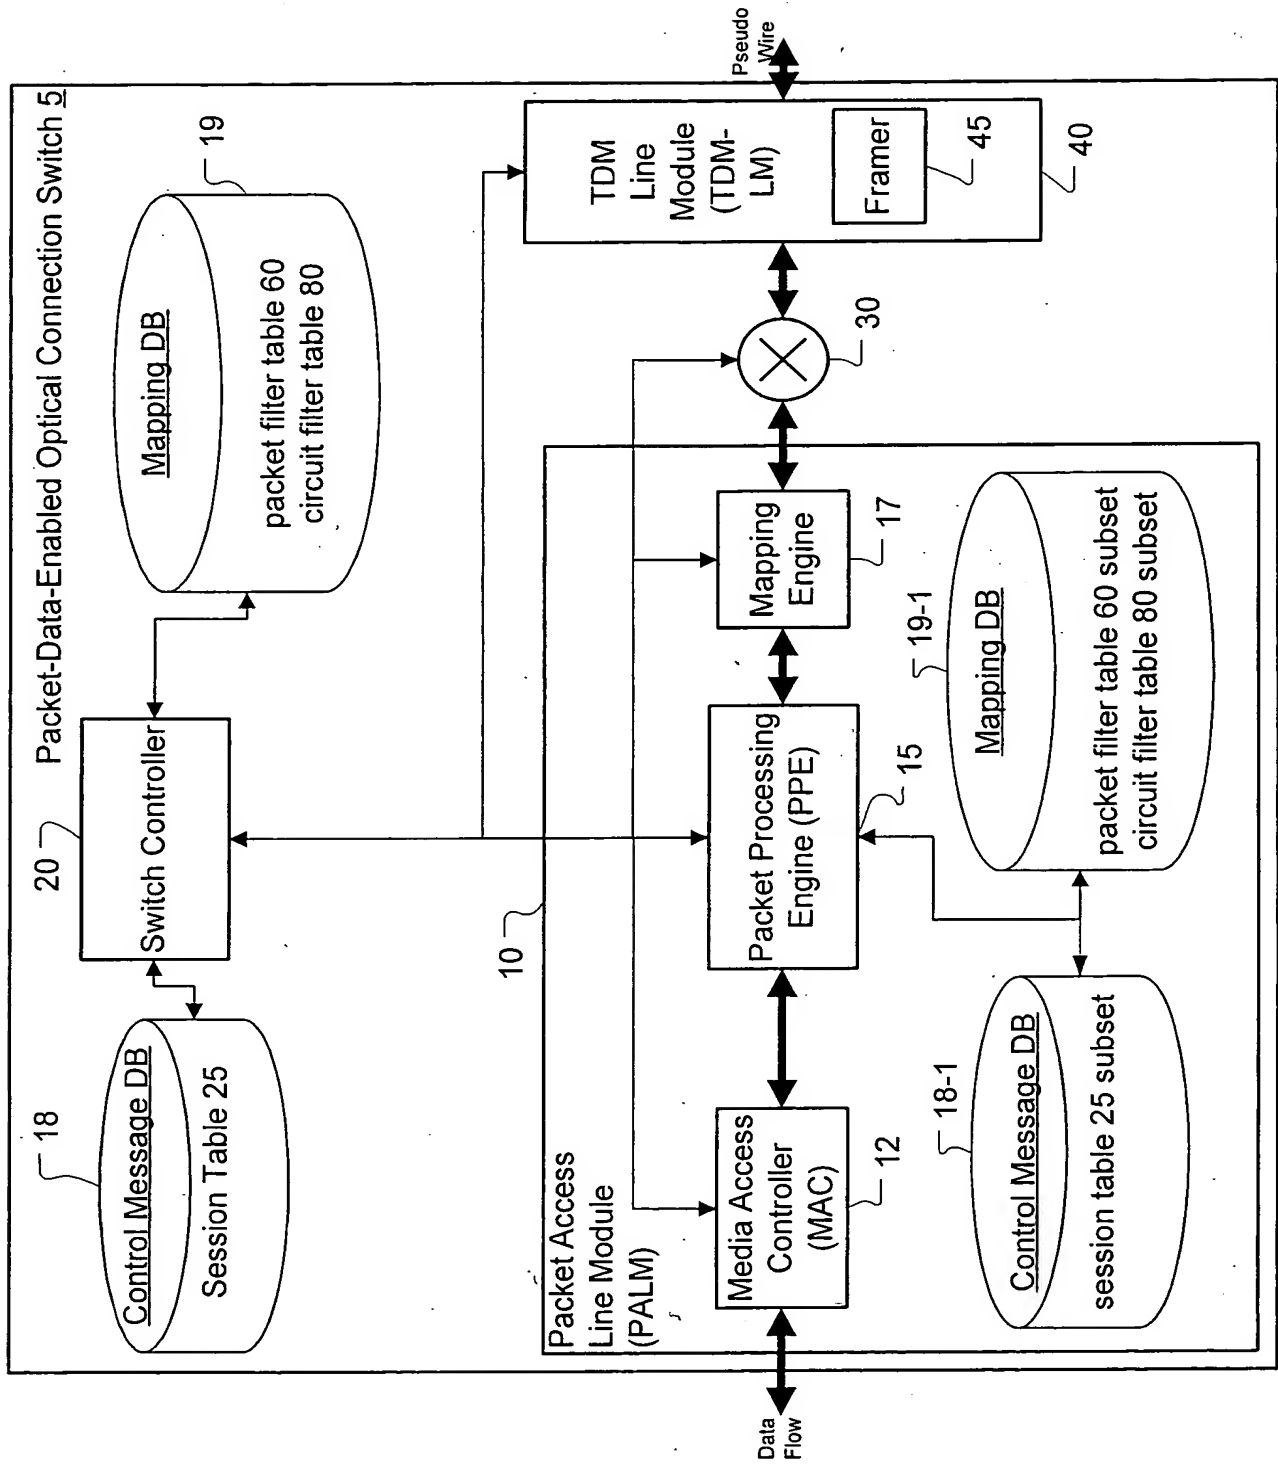 Packet-Data-Enabled Optical Connection Switch 5
18
Control Message DB
Session Table 25
20
Switch Controller
19
Mapping DB
packet filter table 60
circuit filter table 80
10
Packet Access
Line Module
(PALM)
Data
Flow
Media Access
Controller
(MAC)
12
Packet Processing
Engine (PPE)
15
Mapping
Engine
17
30
TDM
Line
Module
(TDM-
LM)
Framer
45
40
Pseudo
Wire
18-1
Control Message DB
session table 25 subset
19-1
Mapping DB
packet filter table 60 subset
circuit filter table 80 subset